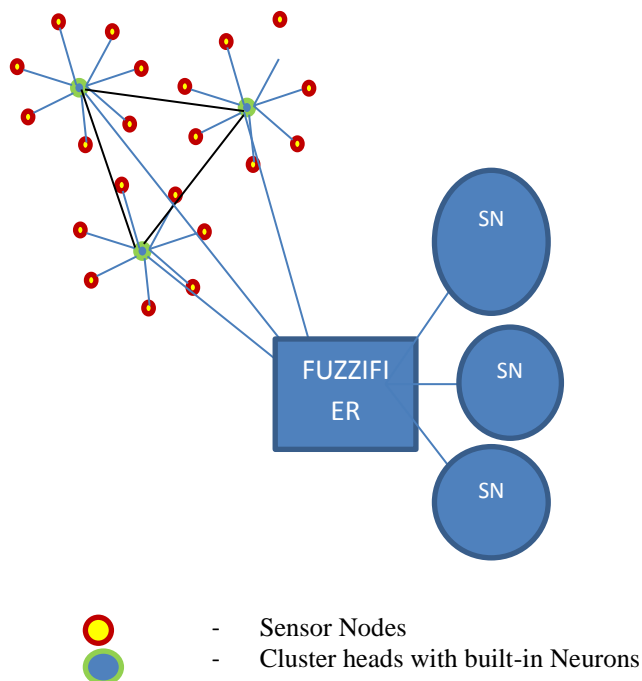 SN
FUZZIFI
ER
SN
SN
- Sensor Nodes
- Cluster heads with built-in Neurons